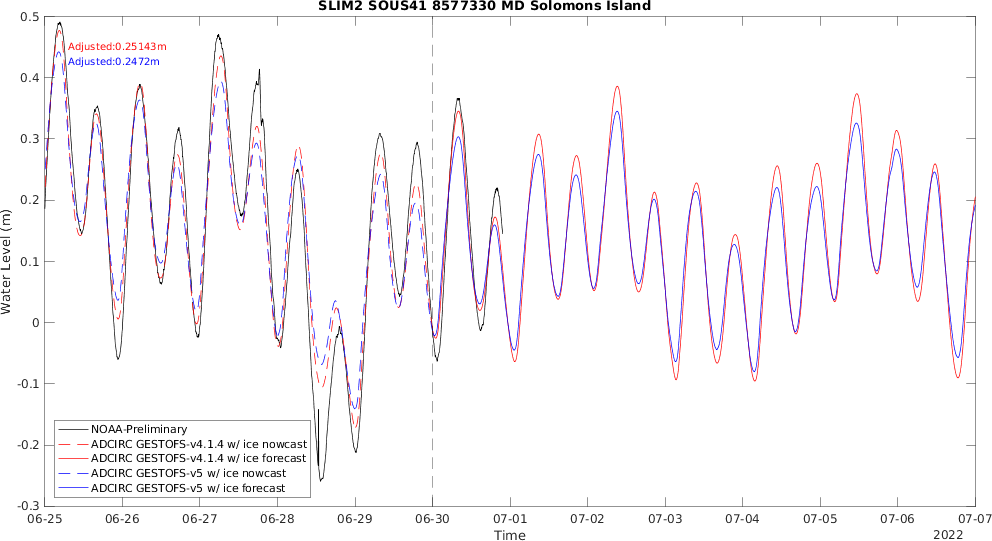 SLIM2 SOUS41 8577330 MD Solomons Island
0.5
Adjusted:0.25143m
Adjusted:0.2472m
0.4
0.3
0.2
0.1
0
-0.1
-0.2
-0.3
Water Level (m)
NOAA-Preliminary
ADCIRC GESTOFS-v4.1.4 w/ ice nowcast
ADCIRC GESTOFS-v4.1.4 w/ ice forecast
ADCIRC GESTOFS-v5 w/ ice nowcast
ADCIRC GESTOFS-v5 w/ ice forecast
06-25 06-26 06-27 06-28 06-29 06-30 07-01 07-02 07-03 07-04 07-05 07-06 07-07
Time
2022